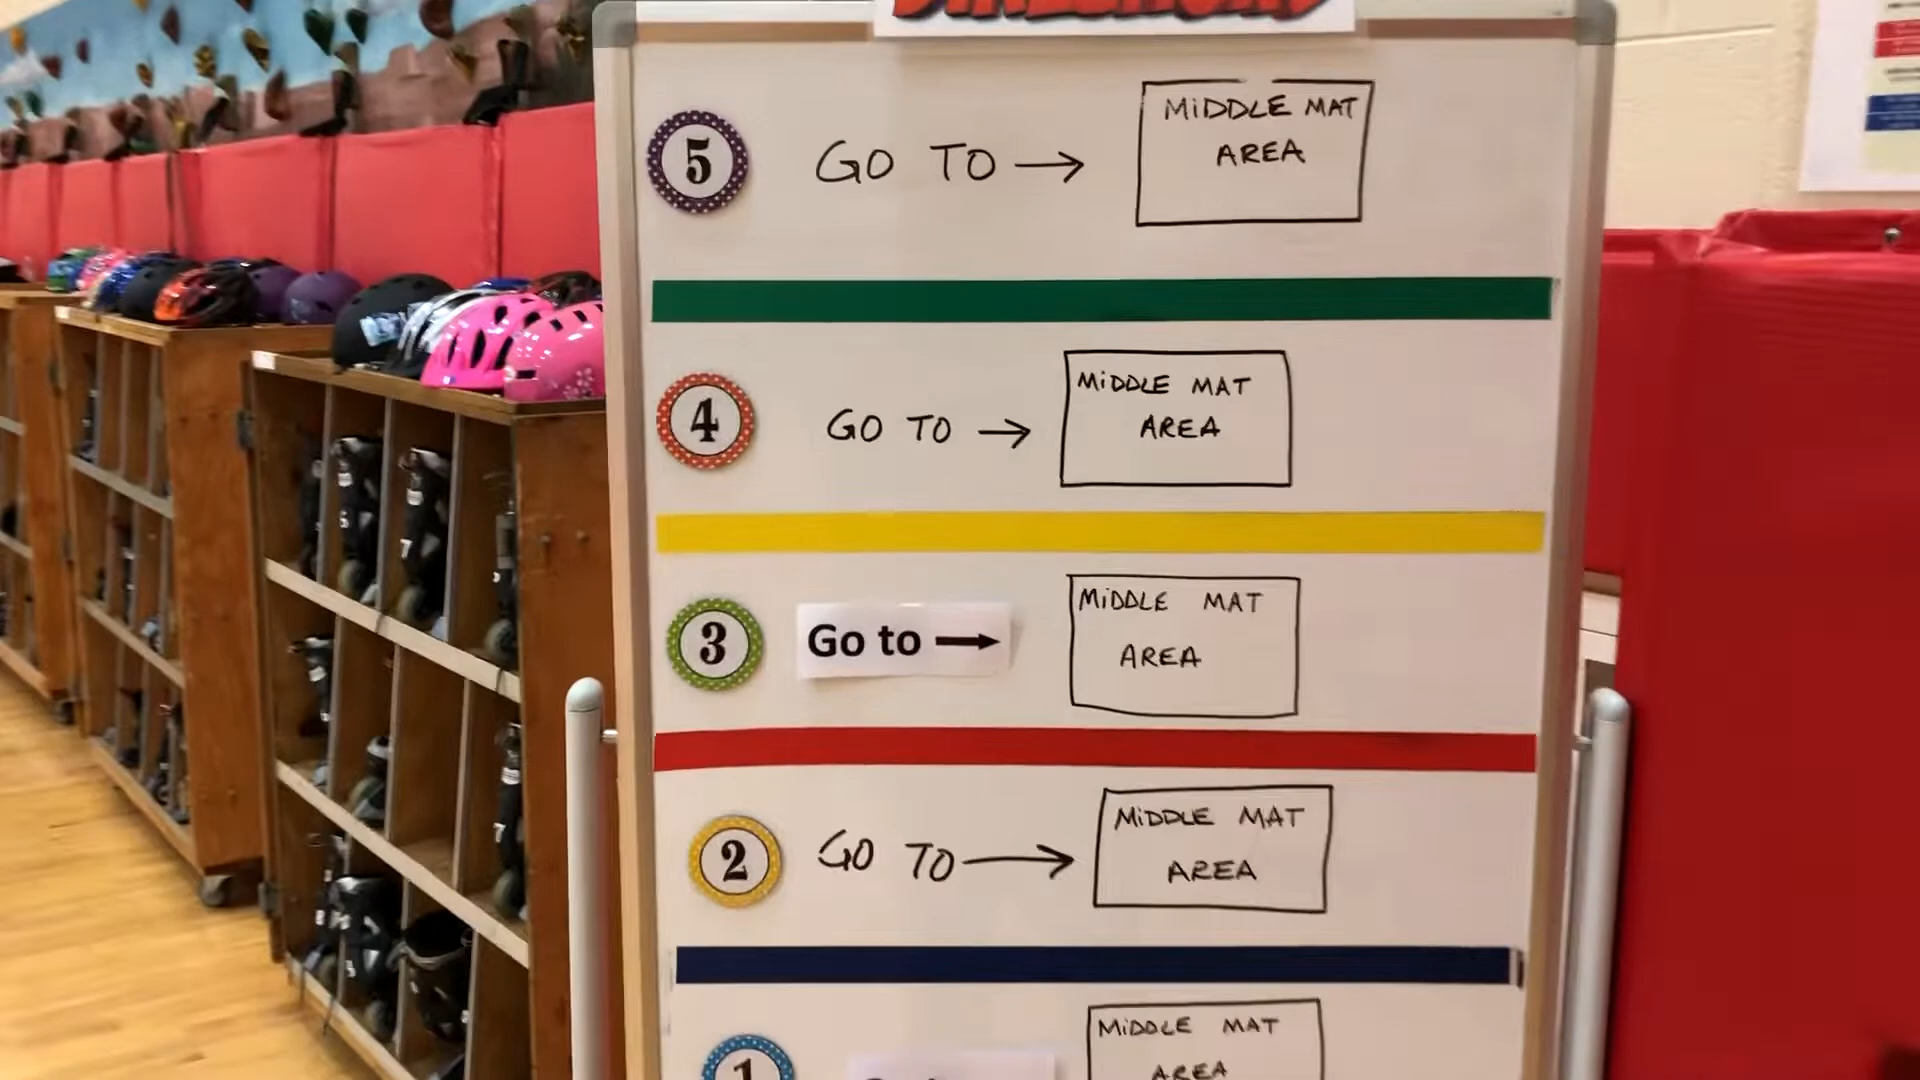 5
GO TO →
MiDDLE MAT
AREA
4
GO TO →
MiDDLE MAT
AREA
3
Go to →
MiDDLE MAT
AREA
2
GO TO →
MiDDLE MAT
AREA
1
MiDDLE MAT
AREA